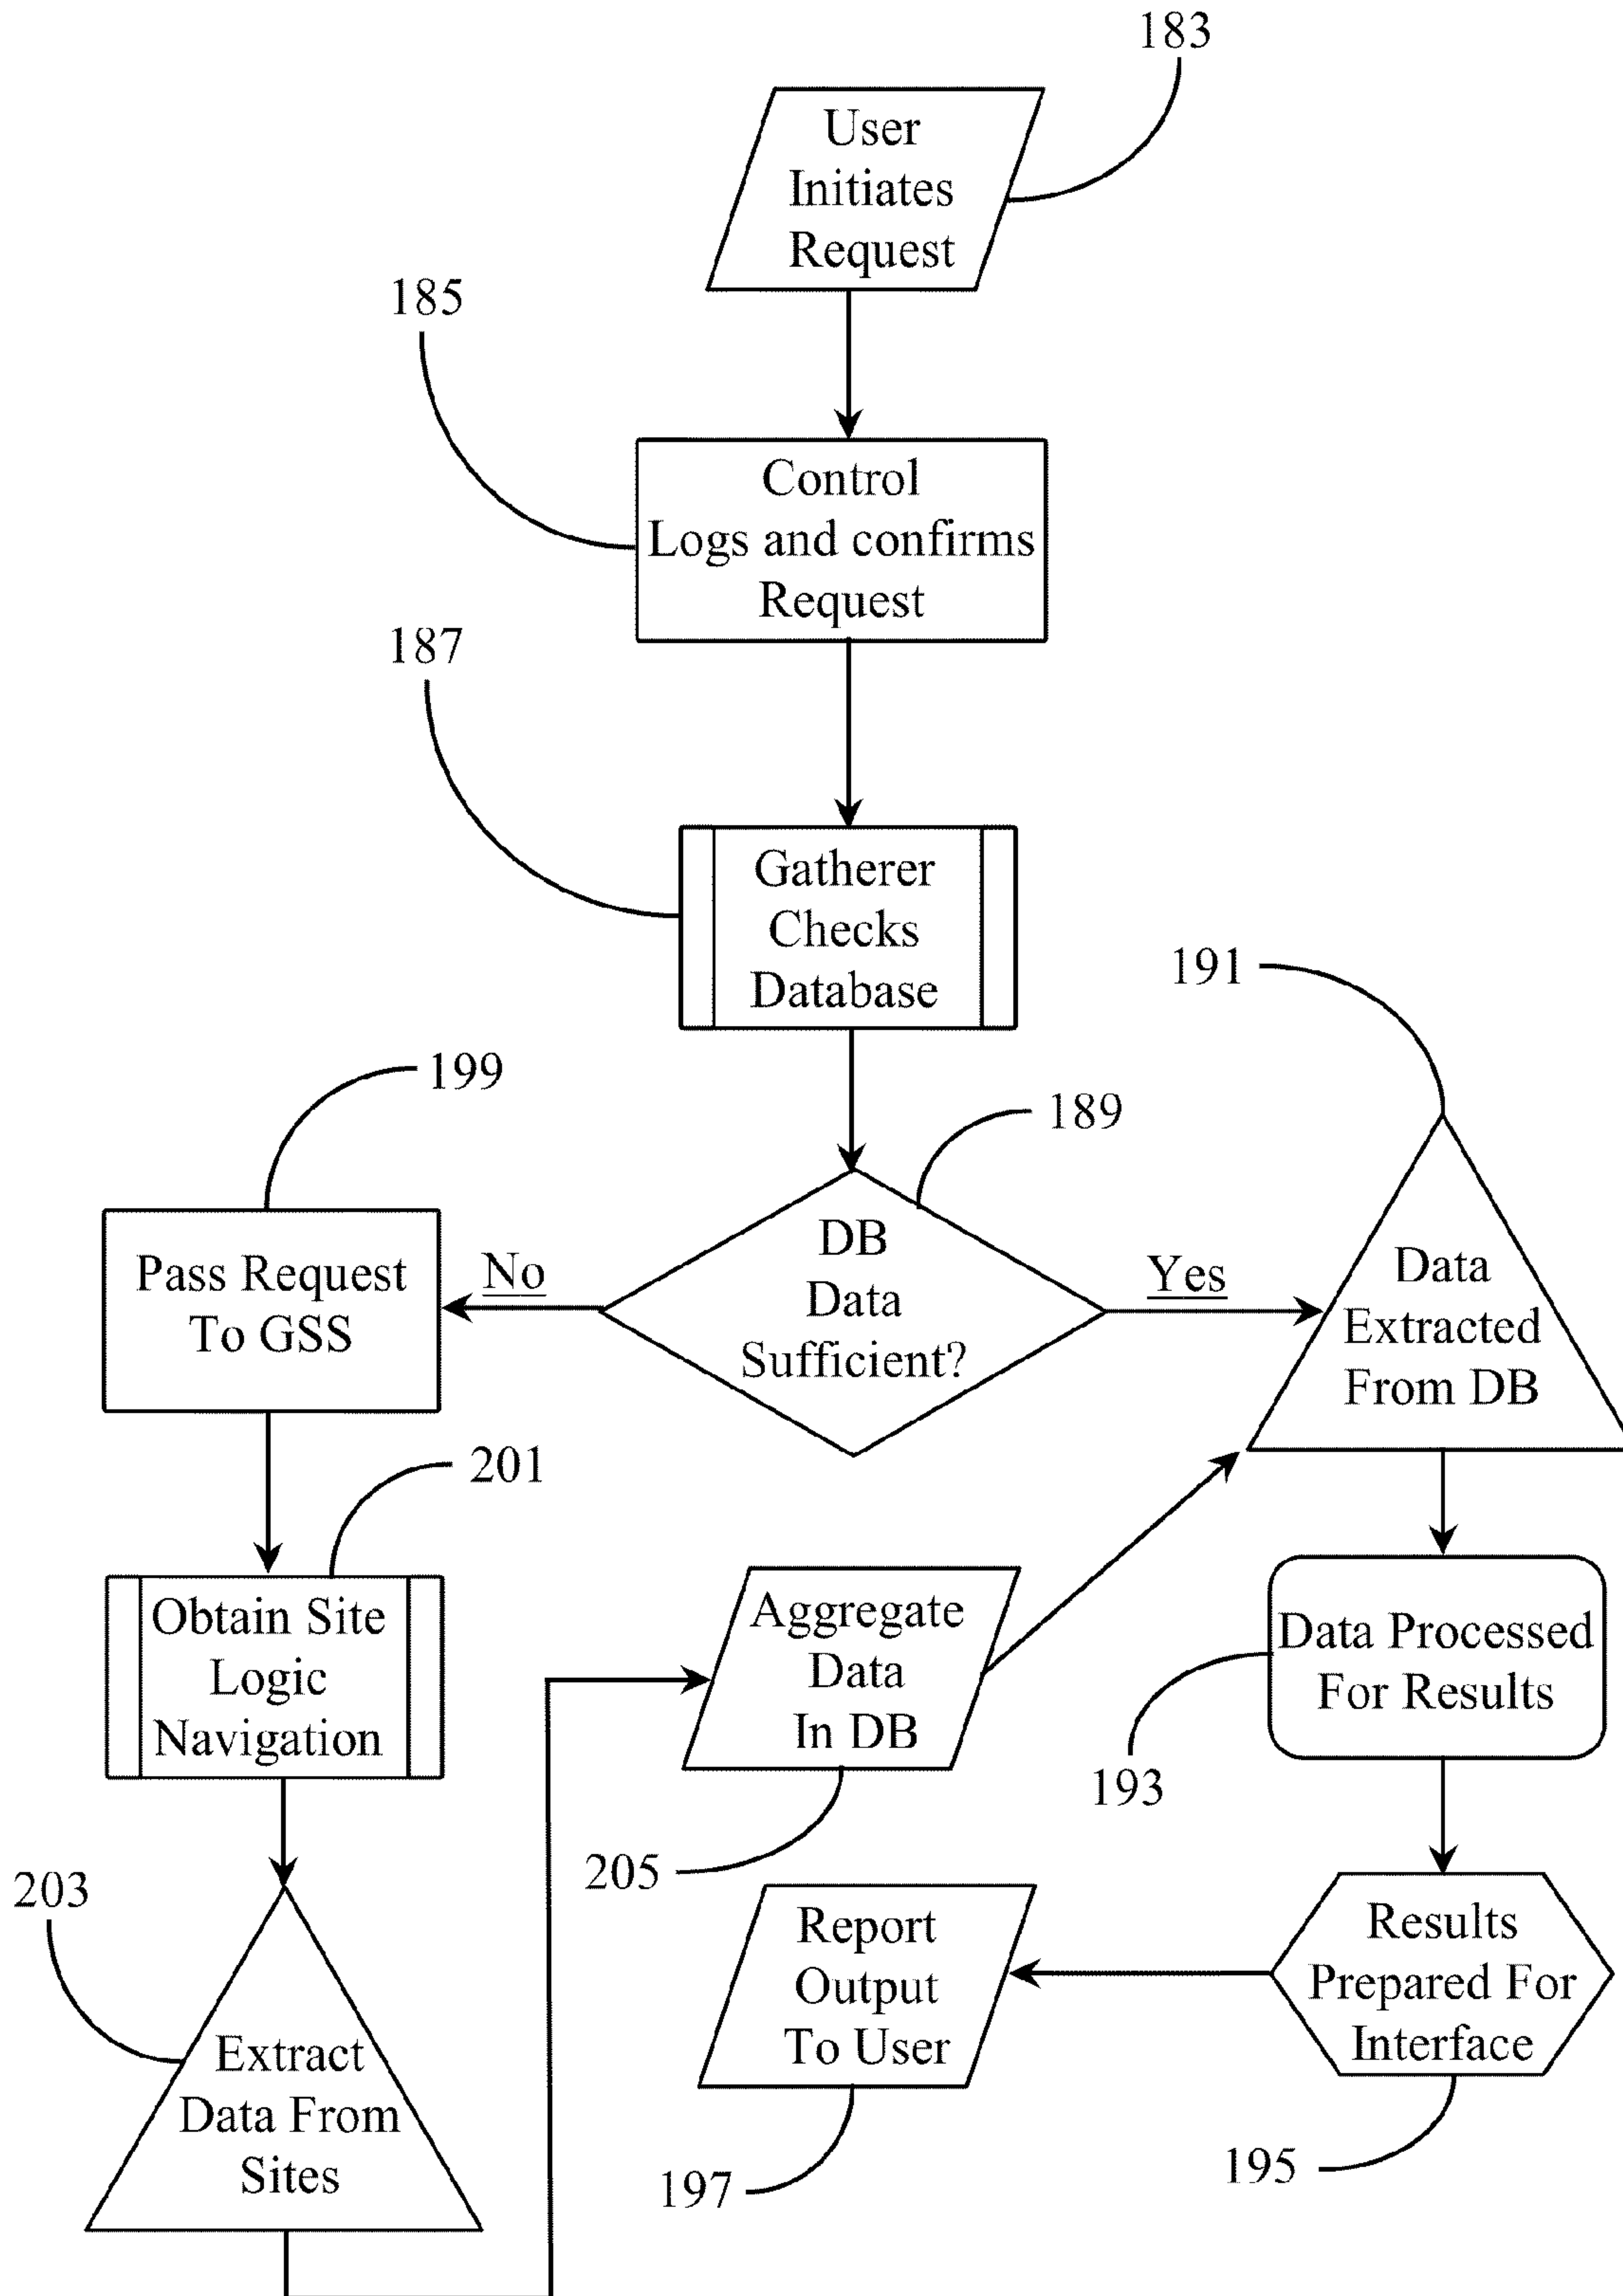 183
User
Initiates
Request
185
Control
Logs and confirms
Request
187
Gatherer
Checks
Database
191
199
189
DB
Data
Sufficient?
No
Yes
Pass Request
To GSS
Data
Extracted
From DB
201
Obtain Site
Logic
Navigation
Aggregate
Data
In DB
Data Processed
For Results
193
205
203
Report
Output
To User
Results
Prepared For
Interface
Extract
Data From
Sites
197
195